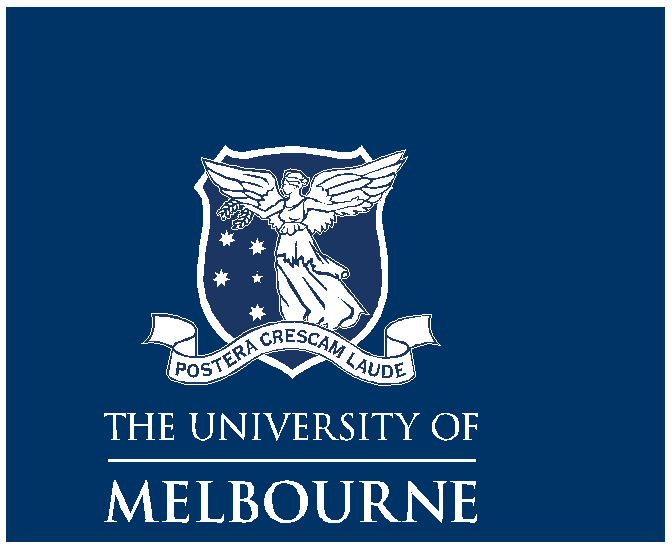 POSTERA CRESCAM LAUDE
THE UNIVERSITY OF
MELBOURNE